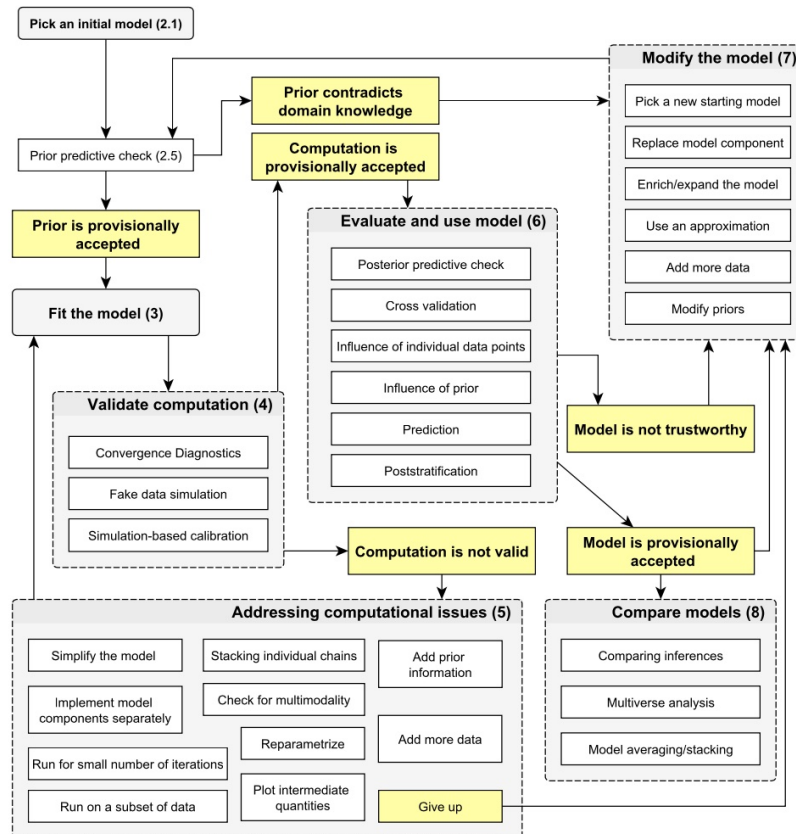 Pick an initial model (2.1)
Prior predictive check (2.5)
Prior contradicts
domain knowledge
Computation is
provisionally accepted
Prior is provisionally
accepted
Fit the model (3)
Validate computation (4)
Convergence Diagnostics
Fake data simulation
Simulation-based calibration
Evaluate and use model (6)
Posterior predictive check
Cross validation
Influence of individual data points
Influence of prior
Prediction
Poststratification
Modify the model (7)
Pick a new starting model
Replace model component
Enrich/expand the model
Use an approximation
Add more data
Modify priors
Model is not trustworthy
Computation is not valid
Model is provisionally
accepted
Addressing computational issues (5)
Simplify the model
Implement model
components separately
Run for small number of iterations
Run on a subset of data
Stacking individual chains
Check for multimodality
Reparametrize
Plot intermediate
quantities
Add prior
information
Add more data
Give up
Compare models (8)
Comparing inferences
Multiverse analysis
Model averaging/stacking